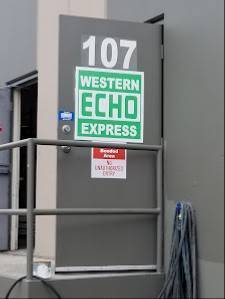 107
WESTERN
ECHO
EXPRESS
Bonded
Area
NO
UNAUTHORIZED
ENTRY